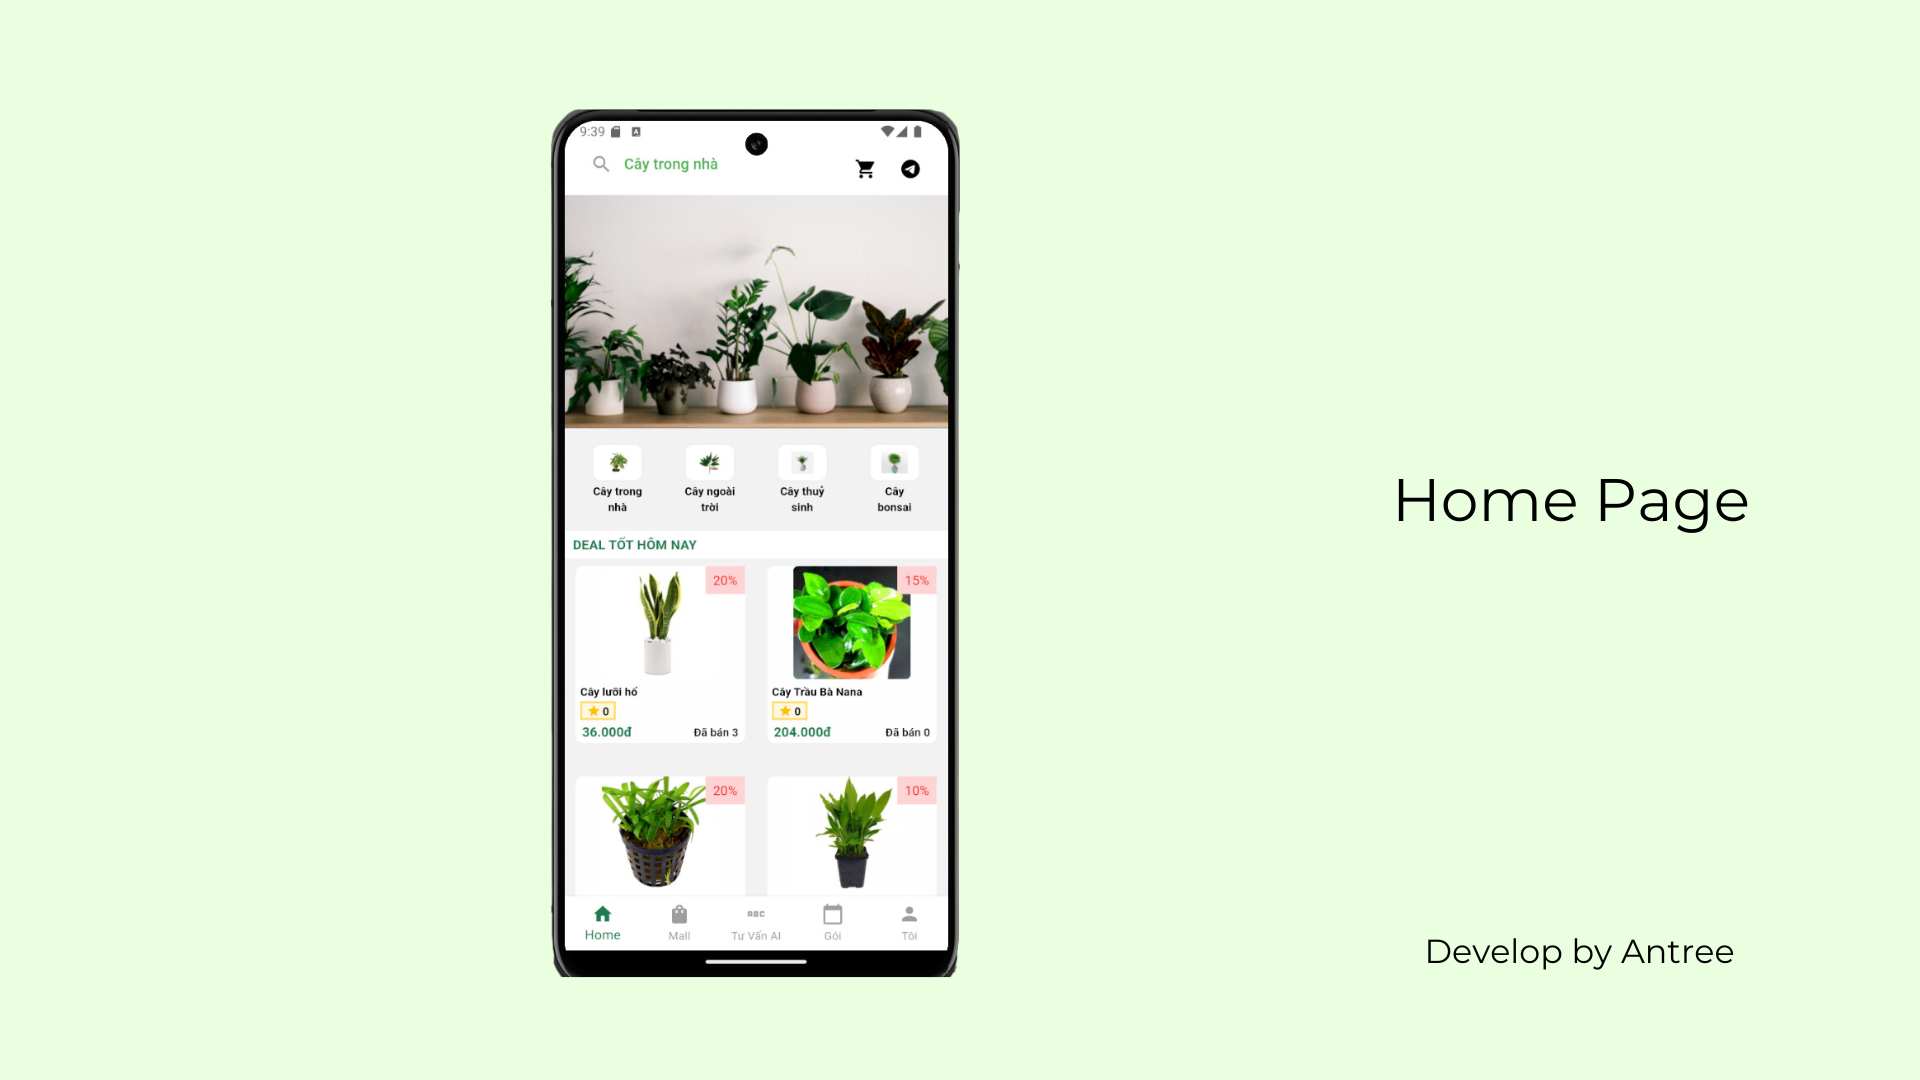 9:39
Cây trong nhà
Cây trong
nhà
Cây ngoài
trời
Cây thuỷ
sinh
Cây
bonsai
DEAL TỐT HÔM NAY
20%
15%
Cây lưỡi hổ
0
36.000đ
Đã bán 3
Cây Trầu Bà Nana
0
204.000đ
Đã bán 0
20%
10%
Home
Mall
ABC
Tư Vấn AI
Gói
Tôi
Home Page
Develop by Antree